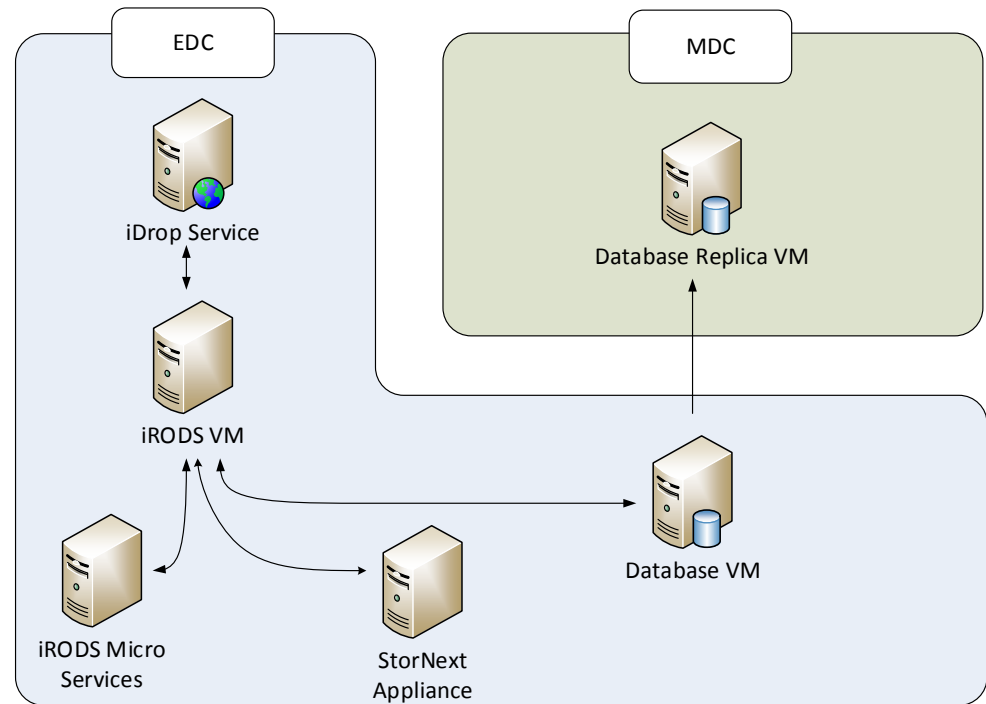 EDC
MDC
iDrop Service
Database Replica VM
iRODS VM
Database VM
iRODS Micro
Services
StorNext
Appliance